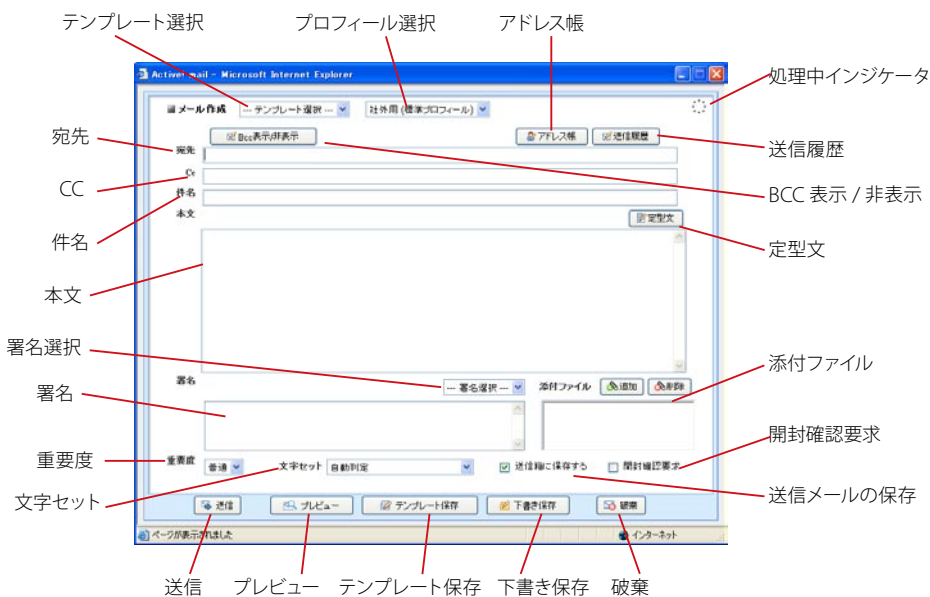 テンプレート選択
プロフィール選択
アドレス帳
Active! mail - Microsoft Internet Explorer
処理中インジケータ
メール作成
--- テンプレート選択 ---
社外用 (標準プロフィール)
宛先
Bcc表示/非表示
アドレス帳
送信履歴
送信履歴
宛先
CC
Cc
BCC 表示 / 非表示
件名
件名
本文
定型文
定型文
本文
署名選択
添付ファイル
署名
--- 署名選択 ---
添付ファイル
追加
削除
署名
開封確認要求
重要度
重要度
普通
文字セット
自動判定
送信箱に保存する
開封確認要求
文字セット
送信メールの保存
送信
プレビュー
テンプレート保存
下書き保存
破棄
ページが表示されました
インターネット
送信
プレビュー
テンプレート保存
下書き保存
破棄